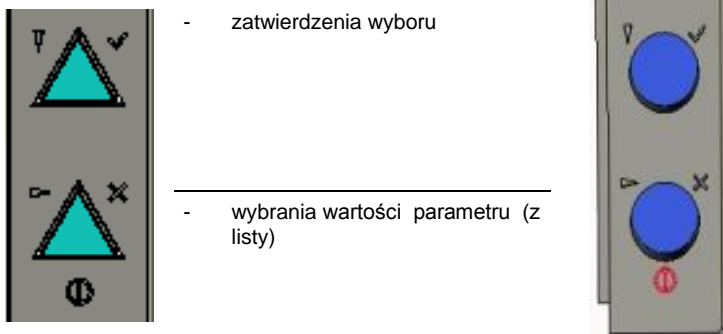 - zatwierdzenia wyboru
- wybrania wartości parametru (z
listy)